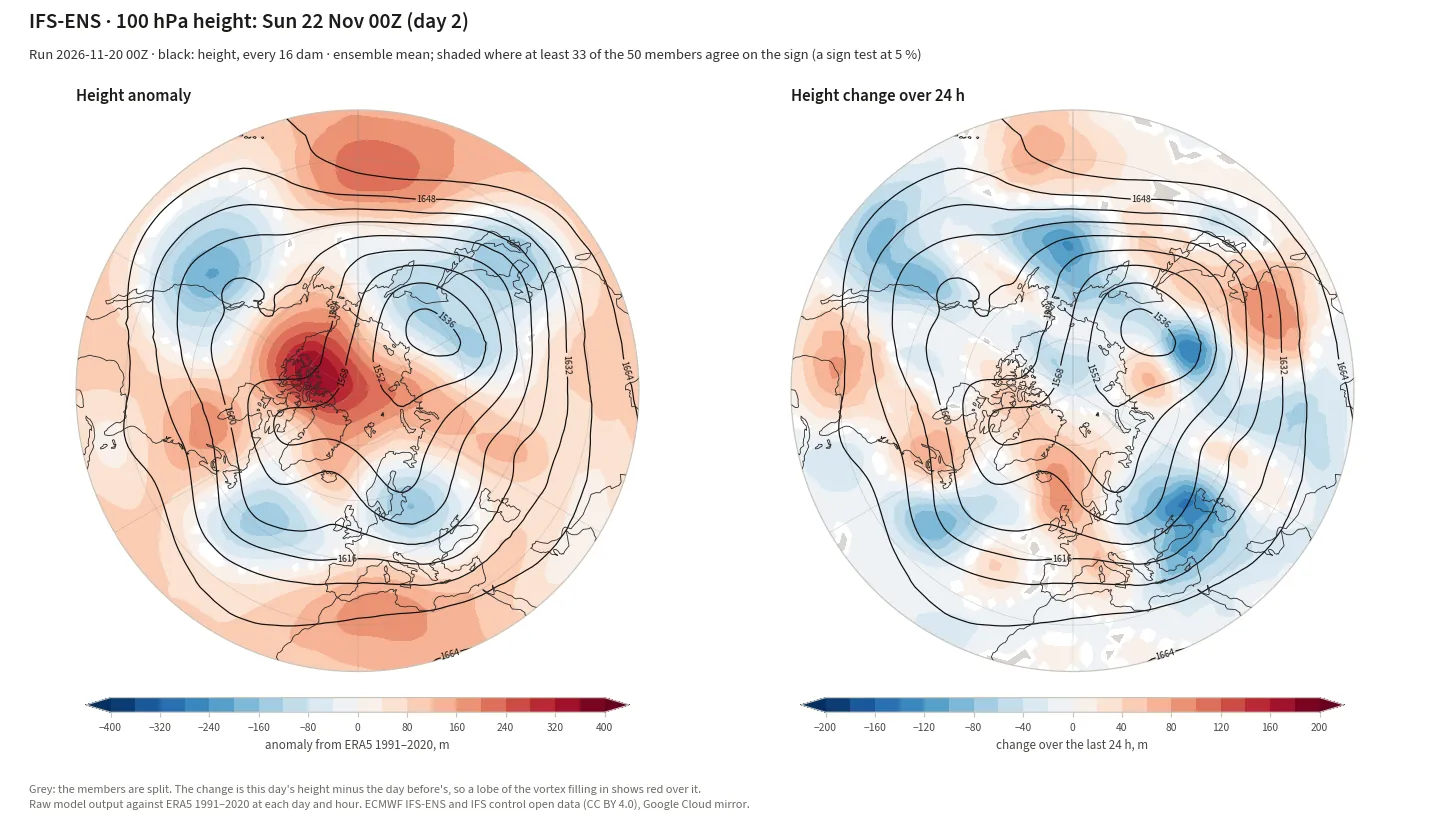 IFS-ENS · 100 hPa height: Sun 22 Nov 00Z (day 2)
Run 2026-11-20 00Z · black: height, every 16 dam · ensemble mean; shaded where at least 33 of the 50 members agree on the sign (a sign test at 5 %)
Height anomaly
Height change over 24 h
1648
1536
1568
1552
1632
1664
1600
1616
1664
1648
1536
1568
1552
1632
1664
1600
1616
1664
−400 −320 −240 −160 −80 0 80 160 240 320 400
anomaly from ERA5 1991–2020, m
−200 −160 −120 −80 −40 0 40 80 120 160 200
change over the last 24 h, m
Grey: the members are split. The change is this day's height minus the day before's, so a lobe of the vortex filling in shows red over it.
Raw model output against ERA5 1991–2020 at each day and hour. ECMWF IFS-ENS and IFS control open data (CC BY 4.0), Google Cloud mirror.